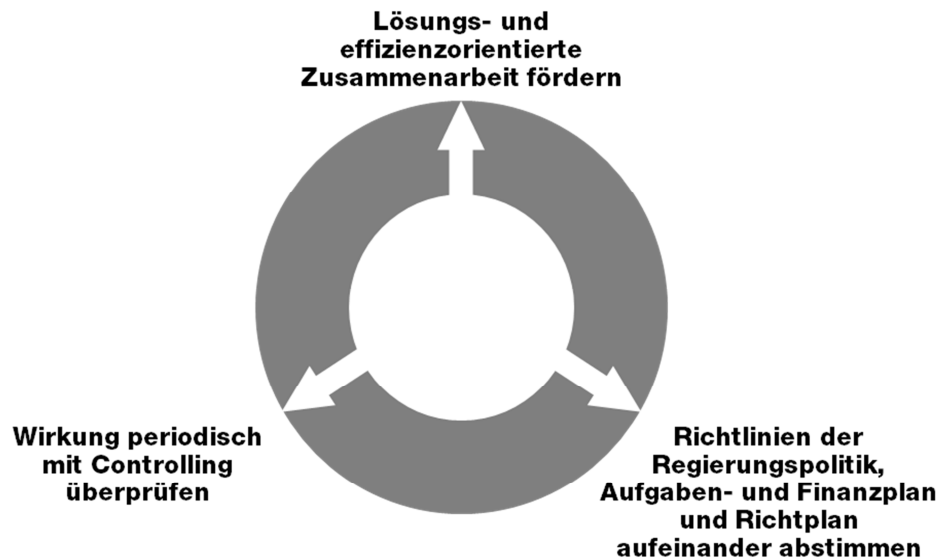 Lösungs- und
effizienzorientierte
Zusammenarbeit fördern
Wirkung periodisch
mit Controlling
überprüfen
Richtlinien der
Regierungspolitik,
Aufgaben- und Finanzplan
und Richtplan
aufeinander abstimmen